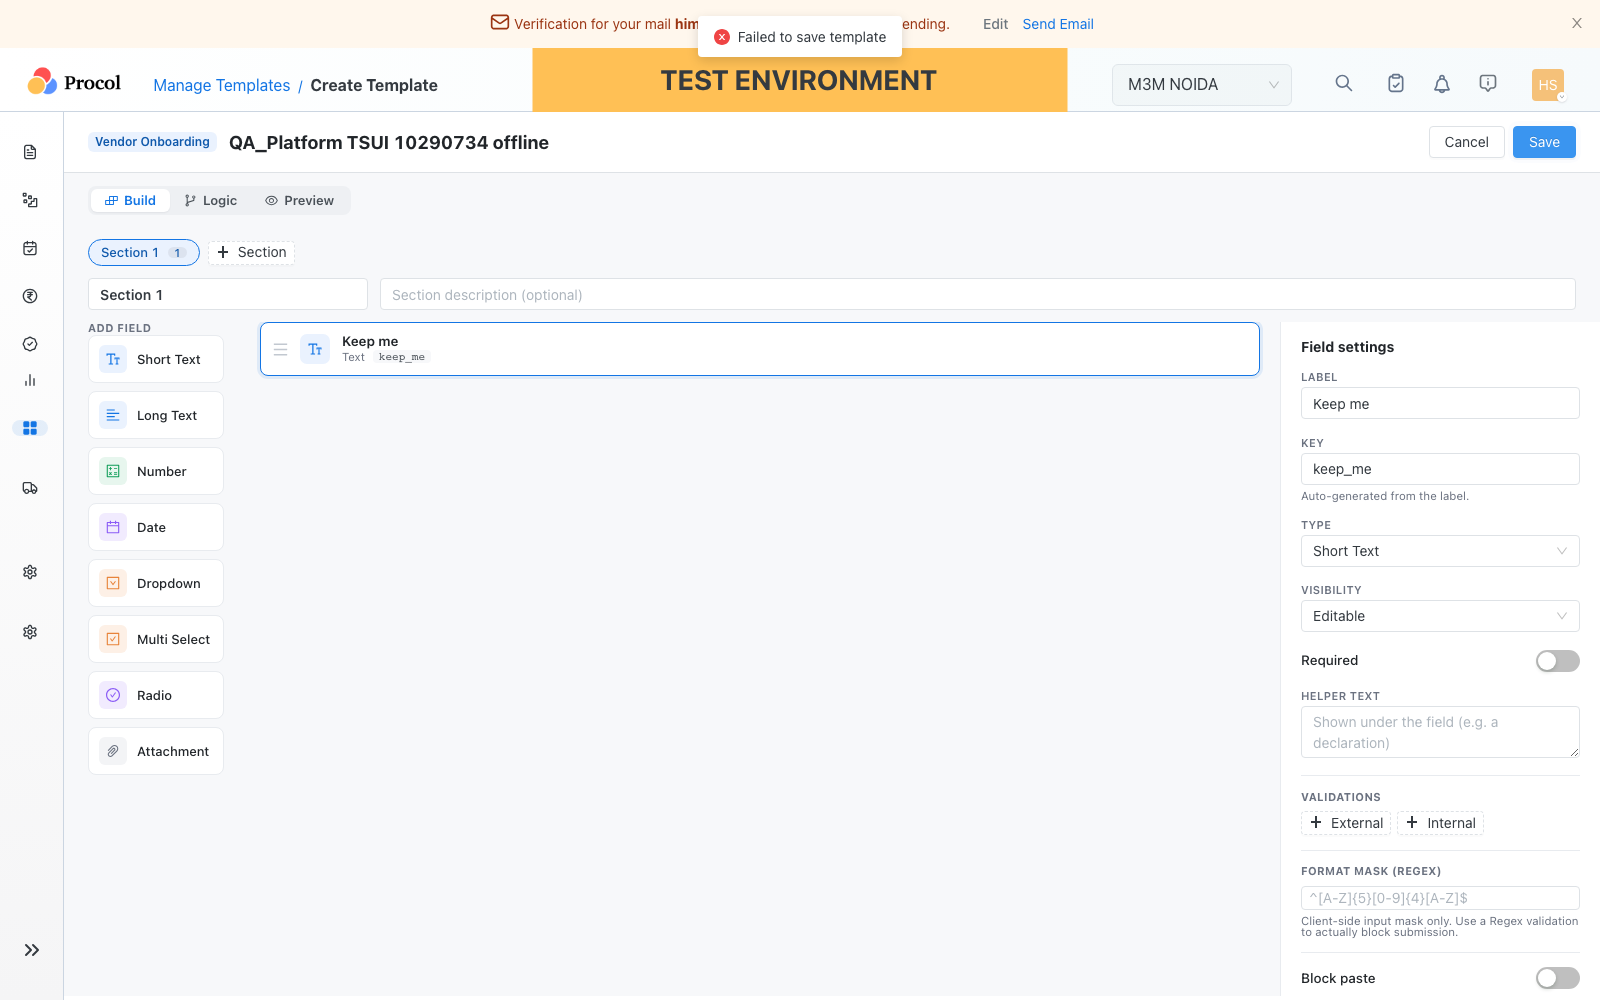 Verification for your mail him
ending.
Edit
Send Email
Failed to save template
Procol
Manage Templates / Create Template
TEST ENVIRONMENT
M3M NOIDA
HS
Vendor Onboarding
QA_Platform TSUI 10290734 offline
Cancel
Save
Build
Logic
Preview
Section 1 1
+ Section
Section 1
Section description (optional)
ADD FIELD
Short Text
Long Text
Number
Date
Dropdown
Multi Select
Radio
Attachment
Tr
Keep me
Text keep_me
Field settings
LABEL
Keep me
KEY
keep_me
Auto-generated from the label.
TYPE
Short Text
VISIBILITY
Editable
Required
HELPER TEXT
Shown under the field (e.g. a
declaration)
VALIDATIONS
+ External
+ Internal
FORMAT MASK (REGEX)
^[A-Z]{5}[0-9]{4}[A-Z]$
Client-side input mask only. Use a Regex validation
to actually block submission.
Block paste